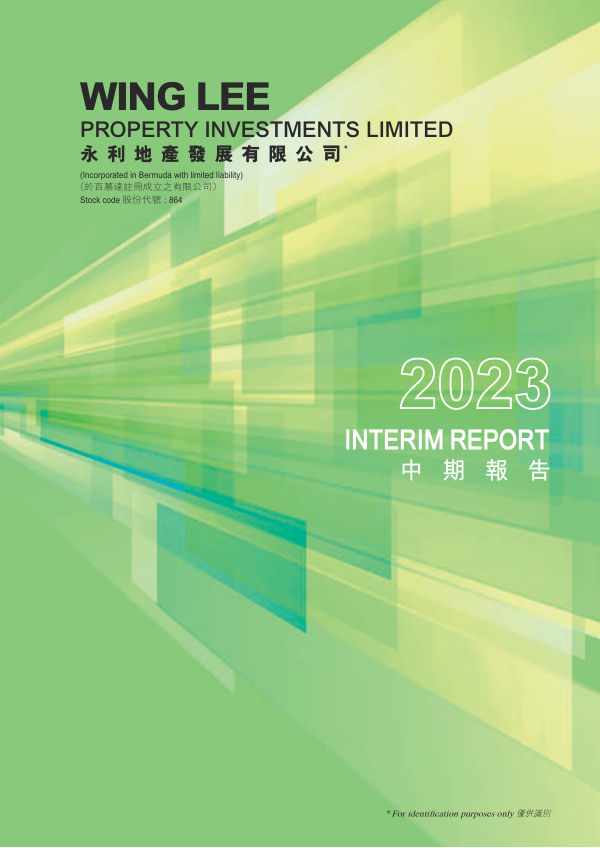 WING LEE
PROPERTY INVESTMENTS LIMITED
永利地產發展有限公司*
(Incorporated in Bermuda with limited liability)
(於百慕達註冊成立之有限公司)
Stock code 股份代號 : 864
2023
INTERIM REPORT
中期報告
* For identification purposes only 僅供識別